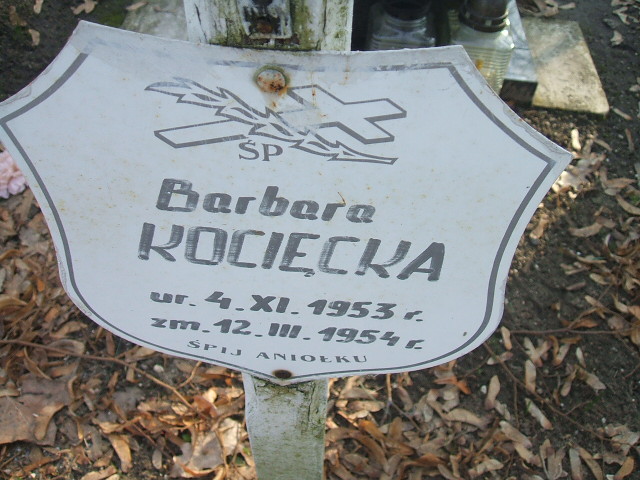 ŚP
Barbara
KOCIĘCKA
ur. 4. XI. 1953 r.
zm. 12. III. 1954 r.
ŚPIJ ANIOŁKU